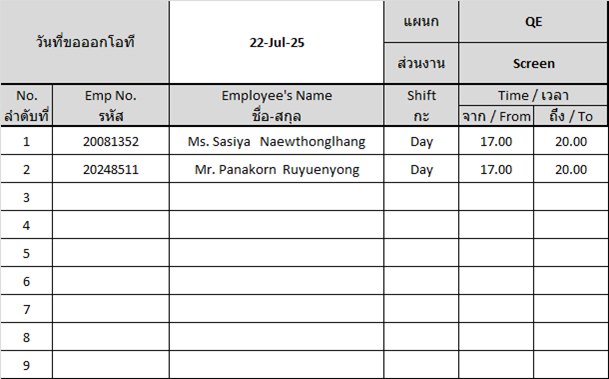 วันที่ขอออกโอที 22-Jul-25 แผนก QE
ส่วนงาน Screen
No. Emp No. Employee's Name Shift Time / เวลา
ลำดับที่ รหัส ชื่อ-สกุล กะ จาก / From ถึง / To
1 20081352 Ms. Sasiya Naewthonglhang Day 17.00 20.00
2 20248511 Mr. Panakorn Ruyuenyong Day 17.00 20.00
3
4
5
6
7
8
9